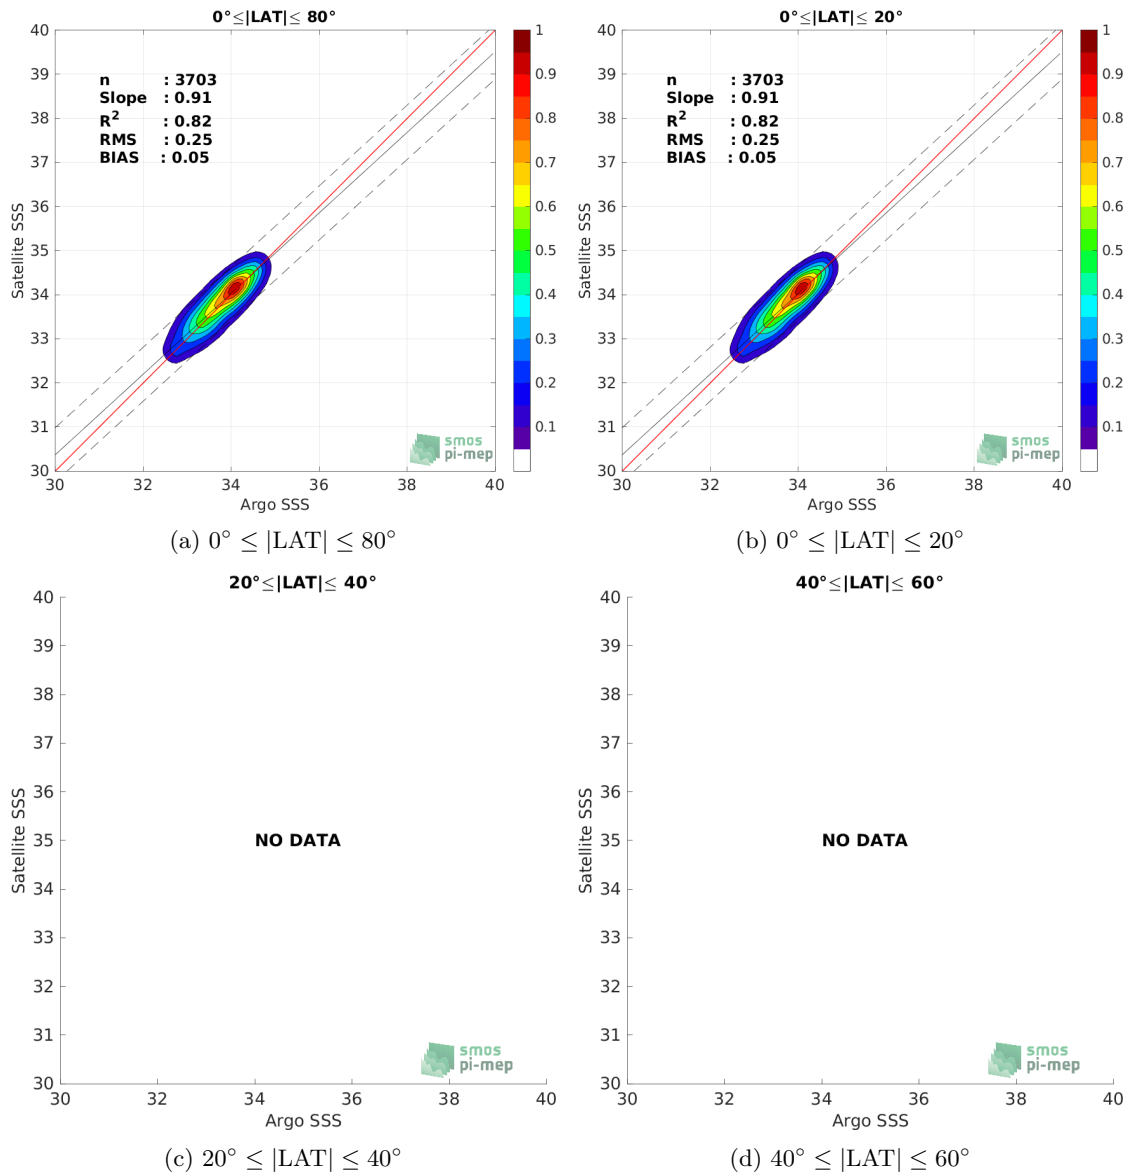 0°≤|LAT|≤ 80°
40
39
38
37
36
35
34
33
32
31
30
Satellite SSS
n : 3703
Slope : 0.91
R² : 0.82
RMS : 0.25
BIAS : 0.05
smos
pi-mep
30 32 34 36 38 40
Argo SSS
1
0.9
0.8
0.7
0.6
0.5
0.4
0.3
0.2
0.1
(a) 0° ≤ |LAT| ≤ 80°
0°≤|LAT|≤ 20°
40
39
38
37
36
35
34
33
32
31
30
Satellite SSS
n : 3703
Slope : 0.91
R² : 0.82
RMS : 0.25
BIAS : 0.05
smos
pi-mep
30 32 34 36 38 40
Argo SSS
1
0.9
0.8
0.7
0.6
0.5
0.4
0.3
0.2
0.1
(b) 0° ≤ |LAT| ≤ 20°
20°≤|LAT|≤ 40°
40
39
38
37
36
35
34
33
32
31
30
Satellite SSS
NO DATA
smos
pi-mep
30 32 34 36 38 40
Argo SSS
(c) 20° ≤ |LAT| ≤ 40°
40°≤|LAT|≤ 60°
40
39
38
37
36
35
34
33
32
31
30
Satellite SSS
NO DATA
smos
pi-mep
30 32 34 36 38 40
Argo SSS
(d) 40° ≤ |LAT| ≤ 60°